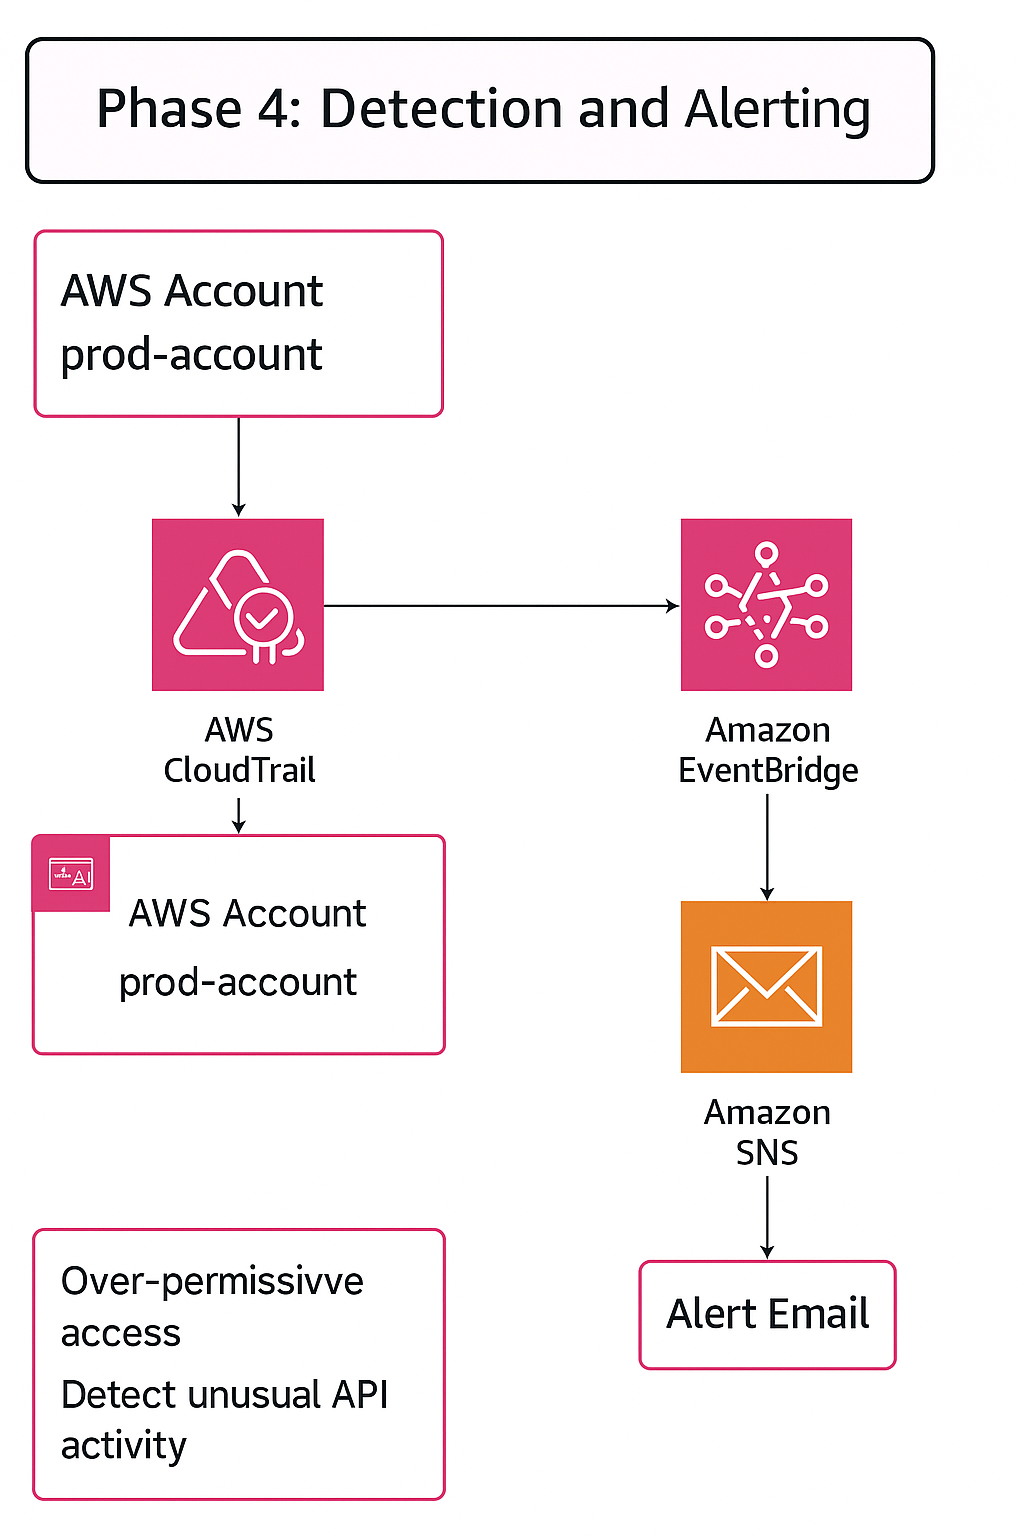 Phase 4: Detection and Alerting
AWS Account
prod-account
AWS
CloudTrail
Amazon
EventBridge
AI
AWS Account
prod-account
Amazon
SNS
Over-permissivve
access
Detect unusual API
activity
Alert Email